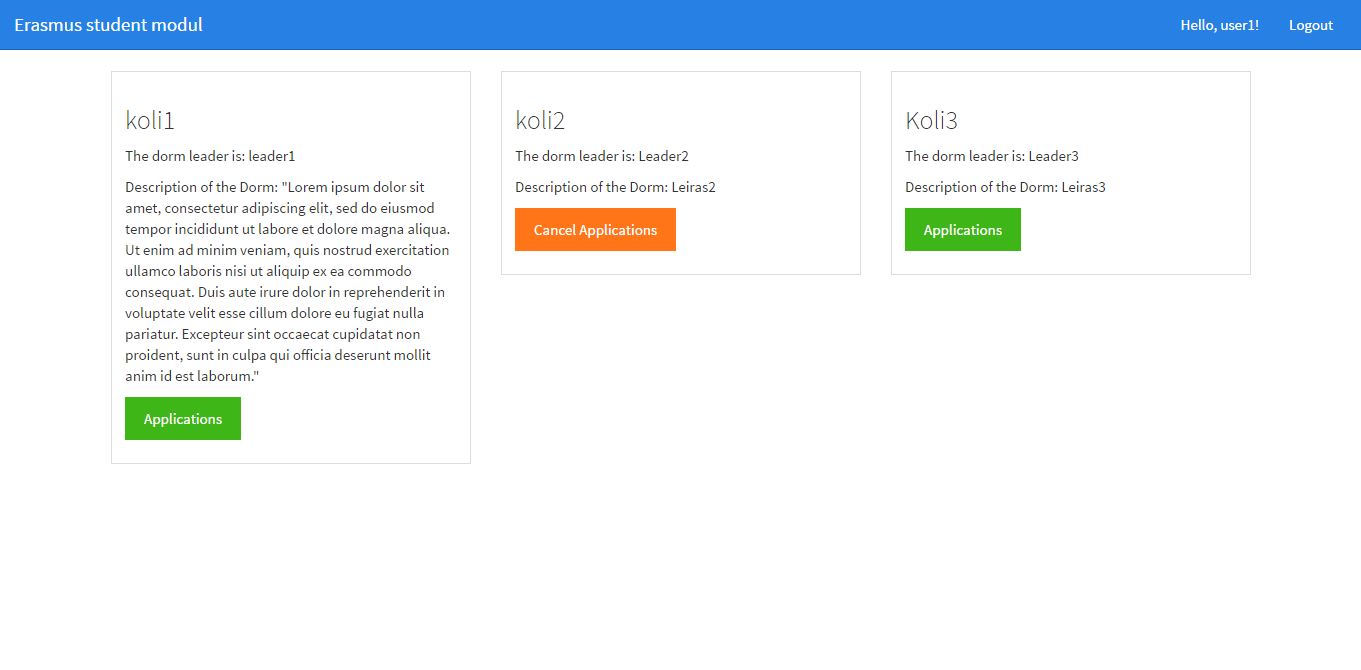 Erasmus student modul
Hello, user1!
Logout
koli1
The dorm leader is: leader1
Description of the Dorm: "Lorem ipsum dolor sit
amet, consectetur adipiscing elit, sed do eiusmod
tempor incididunt ut labore et dolore magna aliqua.
Ut enim ad minim veniam, quis nostrud exercitation
ullamco laboris nisi ut aliquip ex ea commodo
consequat. Duis aute irure dolor in reprehenderit in
voluptate velit esse cillum dolore eu fugiat nulla
pariatur. Excepteur sint occaecat cupidatat non
proident, sunt in culpa qui officia deserunt mollit
anim id est laborum."
Applications
koli2
The dorm leader is: Leader2
Description of the Dorm: Leiras2
Cancel Applications
Koli3
The dorm leader is: Leader3
Description of the Dorm: Leiras3
Applications